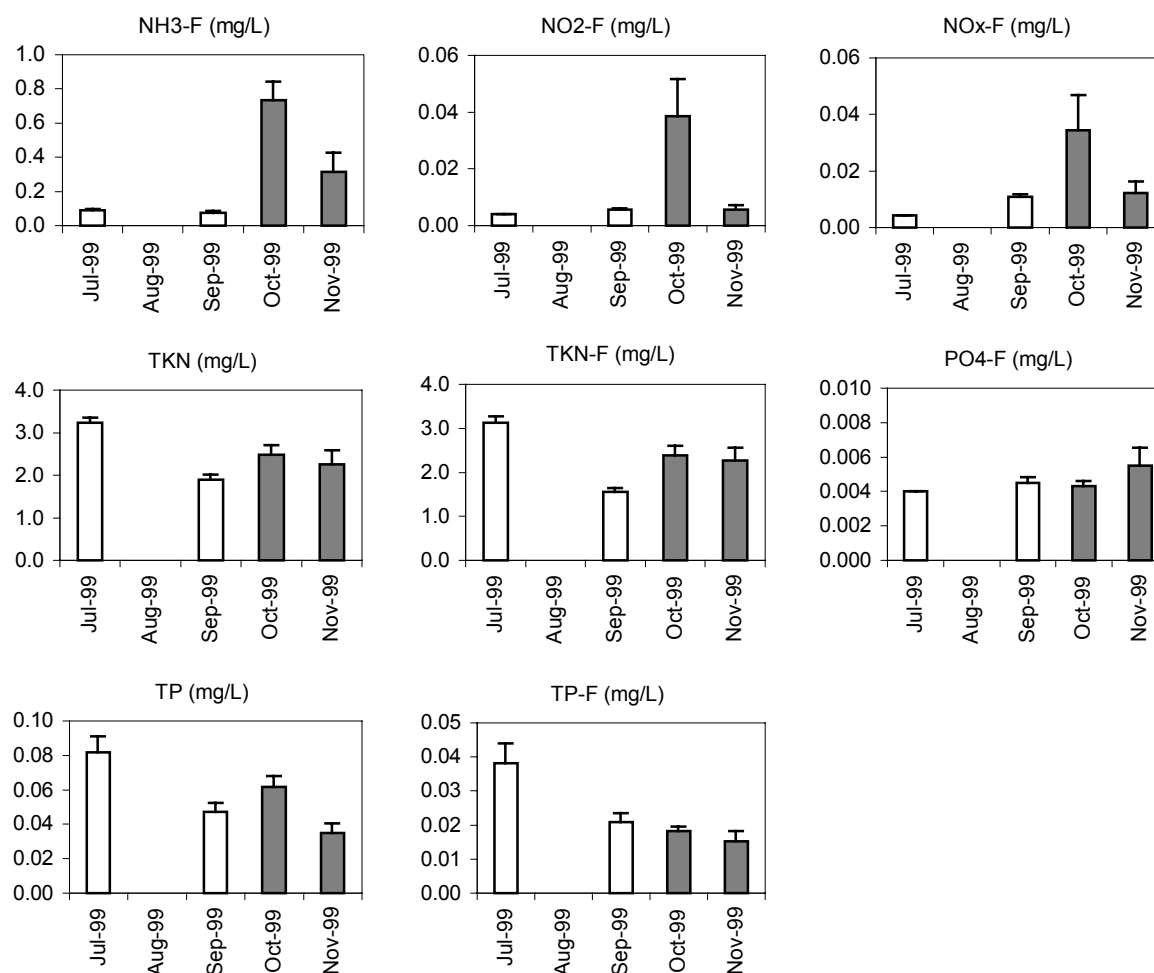 NH3-F (mg/L)
1.0
0.8
0.6
0.4
0.2
0.0
Jul-99
Aug-99
Sep-99
Oct-99
Nov-99
NO2-F (mg/L)
0.06
0.04
0.02
0.00
Jul-99
Aug-99
Sep-99
Oct-99
Nov-99
NOx-F (mg/L)
0.06
0.04
0.02
0.00
Jul-99
Aug-99
Sep-99
Oct-99
Nov-99
TKN (mg/L)
4.0
3.0
2.0
1.0
0.0
Jul-99
Aug-99
Sep-99
Oct-99
Nov-99
TKN-F (mg/L)
4.0
3.0
2.0
1.0
0.0
Jul-99
Aug-99
Sep-99
Oct-99
Nov-99
PO4-F (mg/L)
0.010
0.008
0.006
0.004
0.002
0.000
Jul-99
Aug-99
Sep-99
Oct-99
Nov-99
TP (mg/L)
0.10
0.08
0.06
0.04
0.02
0.00
Jul-99
Aug-99
Sep-99
Oct-99
Nov-99
TP-F (mg/L)
0.05
0.04
0.03
0.02
0.01
0.00
Jul-99
Aug-99
Sep-99
Oct-99
Nov-99